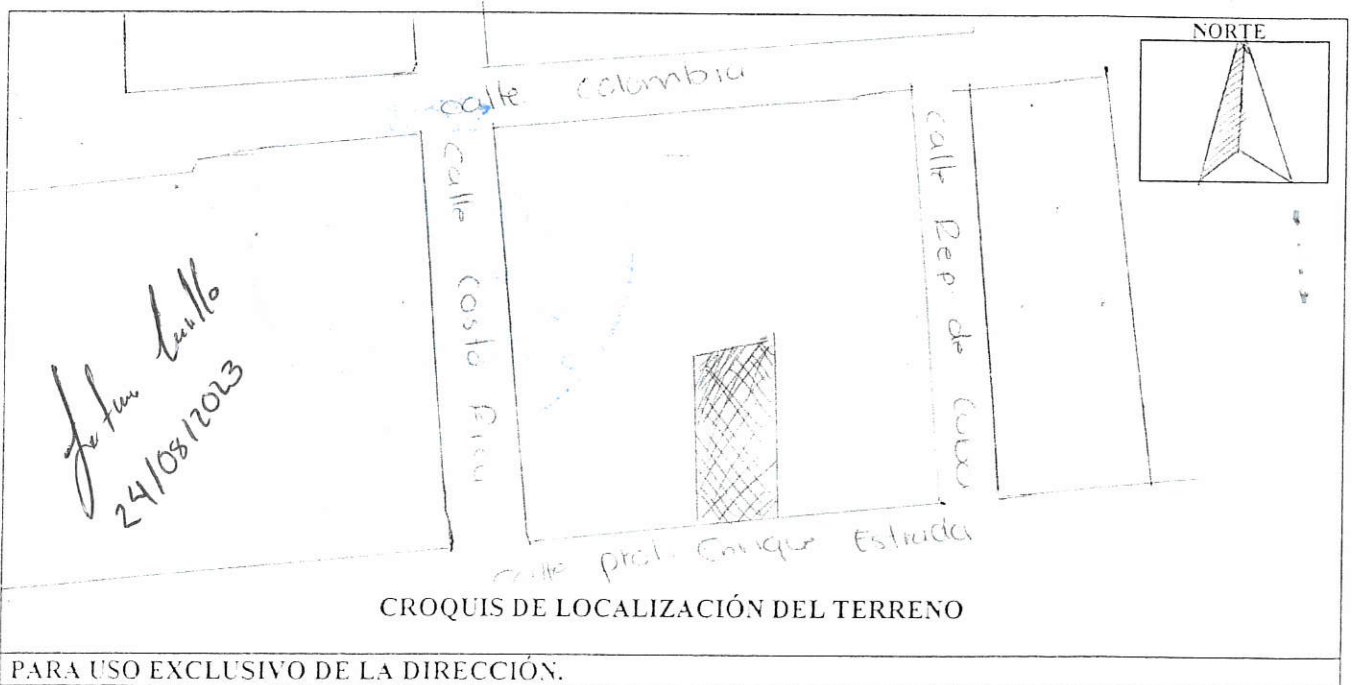 NORTE
calle Colombia
calle Costa Rica
calle Rep de Cuba
24/08/2023
calle prol. Enrique Estrada
CROQUIS DE LOCALIZACIÓN DEL TERRENO
PARA USO EXCLUSIVO DE LA DIRECCIÓN.